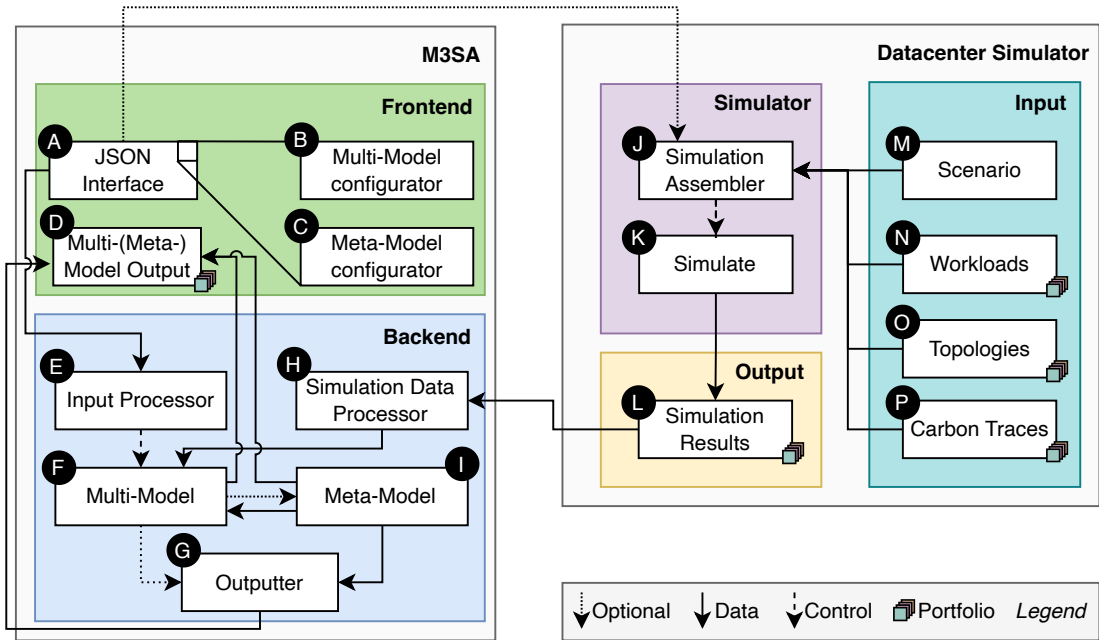 M3SA
Frontend
A
JSON
Interface
B
Multi-Model
configurator
D
Multi-(Meta-)
Model Output
C
Meta-Model
configurator
Backend
E
Input Processor
H
Simulation Data
Processor
F
Multi-Model
I
Meta-Model
G
Outputter
Datacenter Simulator
Simulator
J
Simulation
Assembler
K
Simulate
Output
L
Simulation
Results
Input
M
Scenario
N
Workloads
O
Topologies
P
Carbon Traces
Optional
Data
Control
Portfolio
Legend